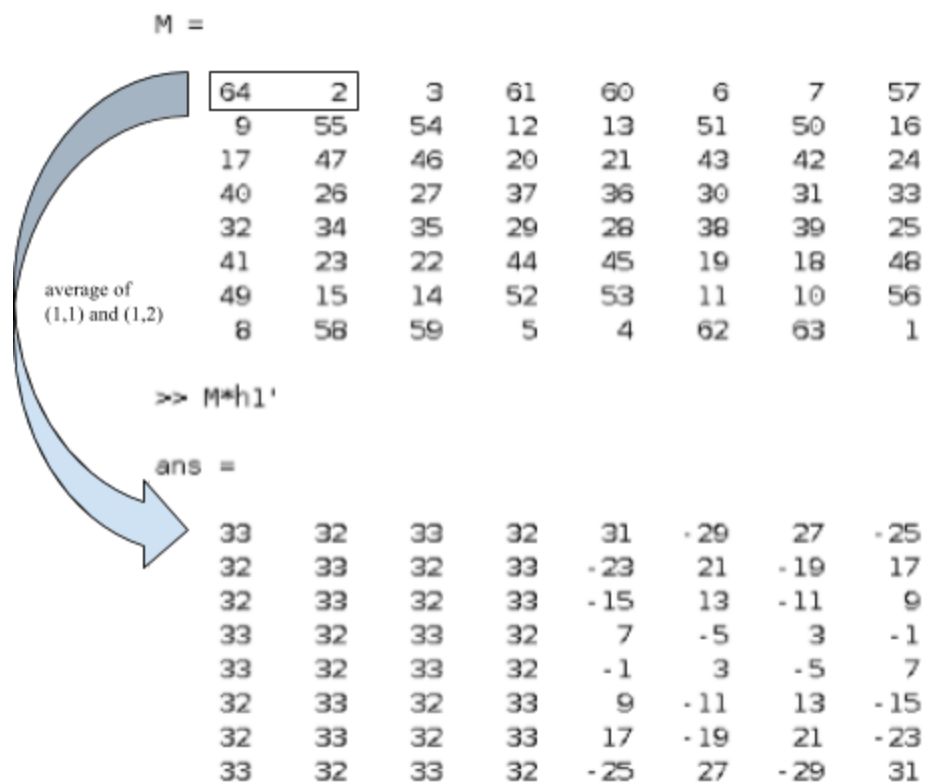 M =
64 2 3 61 60 6 7 57
9 55 54 12 13 51 50 16
17 47 46 20 21 43 42 24
40 26 27 37 36 30 31 33
32 34 35 29 28 38 39 25
41 23 22 44 45 19 18 48
49 15 14 52 53 11 10 56
8 58 59 5 4 62 63 1
average of
(1,1) and (1,2)
>> M*h1'
ans =
33 32 33 32 31 -29 27 -25
32 33 32 33 -23 21 -19 17
32 33 32 33 -15 13 -11 9
33 32 33 32 7 -5 3 -1
33 32 33 32 -1 3 -5 7
32 33 32 33 9 -11 13 -15
32 33 32 33 17 -19 21 -23
33 32 33 32 -25 27 -29 31